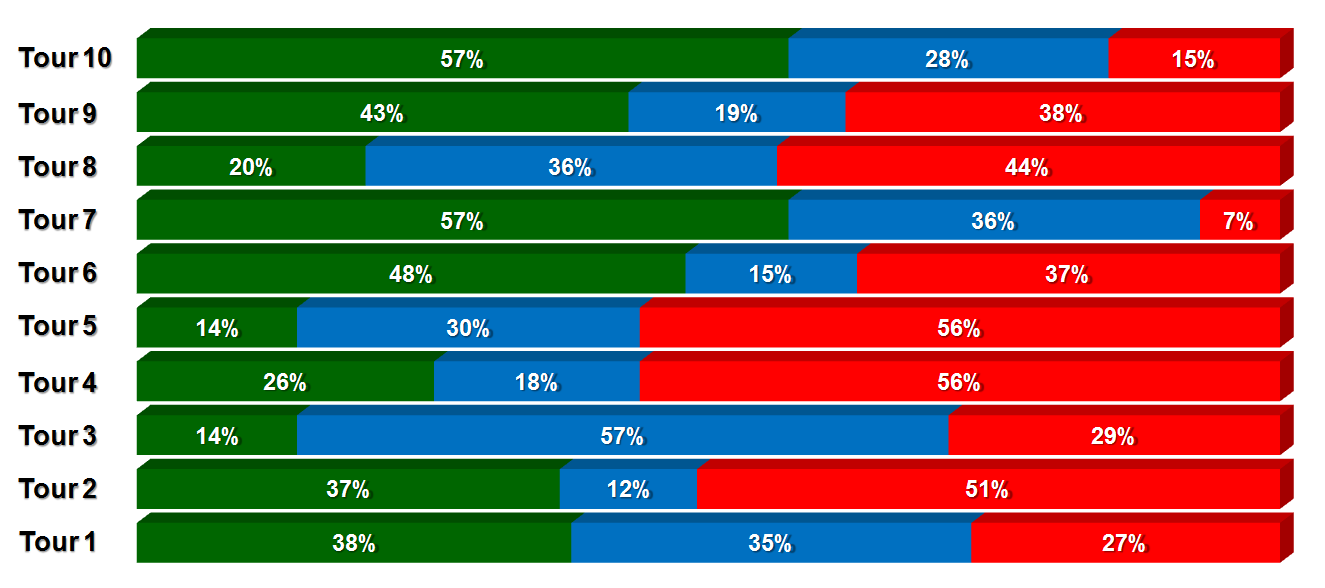 Tour 10 57% 28% 15%
Tour 9 43% 19% 38%
Tour 8 20% 36% 44%
Tour 7 57% 36% 7%
Tour 6 48% 15% 37%
Tour 5 14% 30% 56%
Tour 4 26% 18% 56%
Tour 3 14% 57% 29%
Tour 2 37% 12% 51%
Tour 1 38% 35% 27%